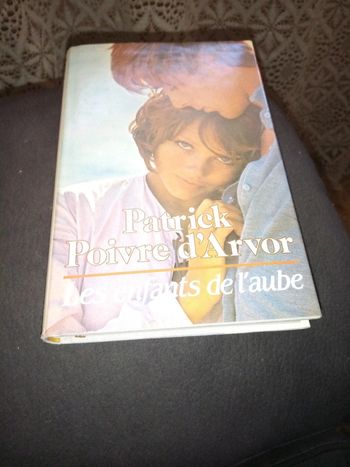 Patrick
Poivre d'Arvor
Les enfants de l'aube